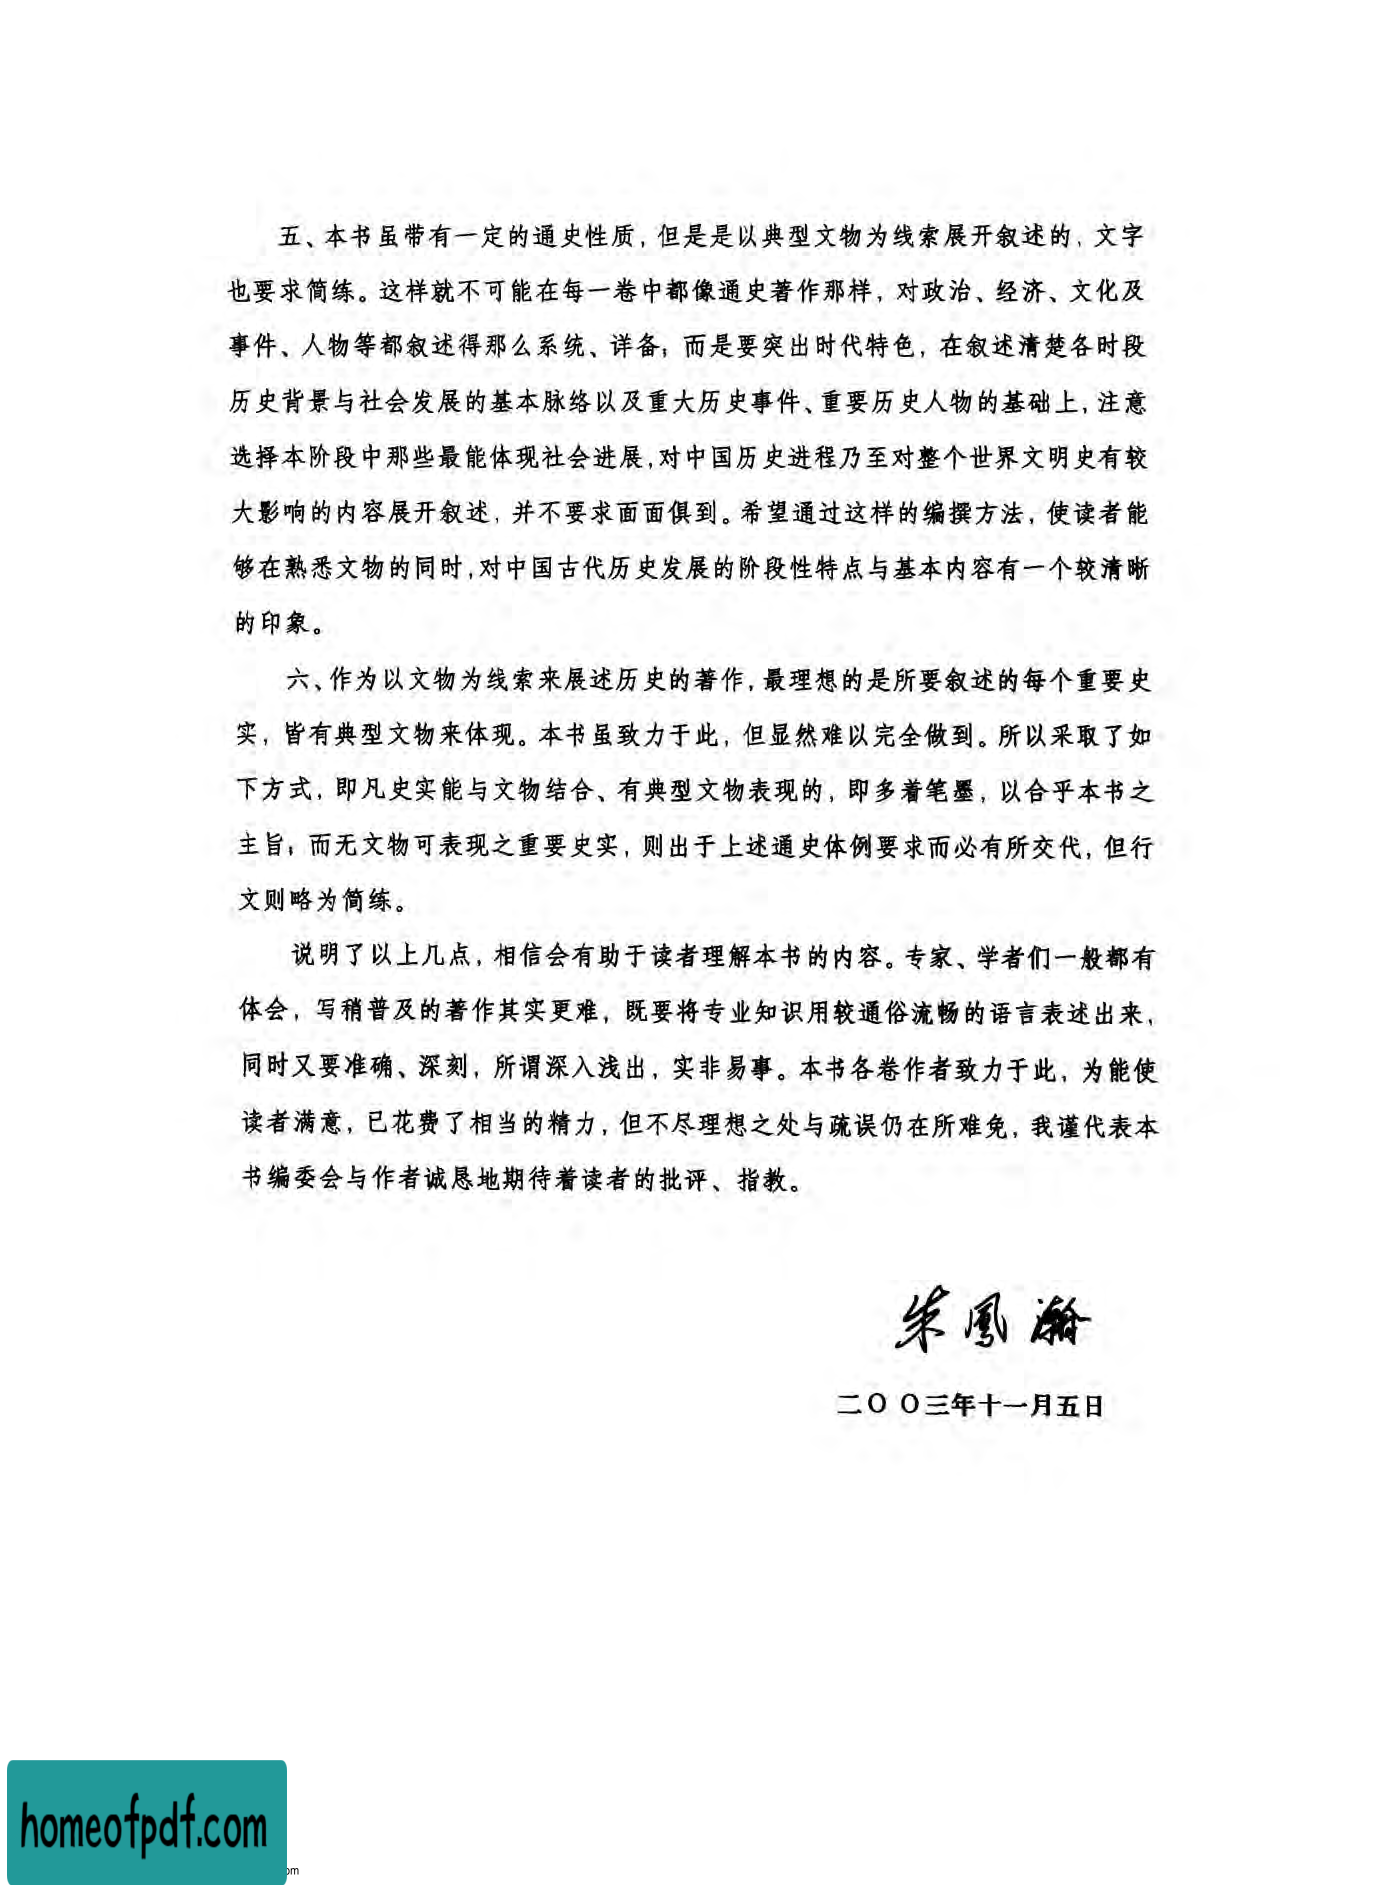 五、本书虽带有一定的通史性质，但是是以典型文物为线索展开叙述的，文字
也要求简练。这样就不可能在每一卷中都像通史著作那样，对政治、经济、文化及
事件、人物等都叙述得那么系统、详备；而是要突出时代特色，在叙述清楚各时段
历史背景与社会发展的基本脉络以及重大历史事件、重要历史人物的基础上，注意
选择本阶段中那些最能体现社会进展，对中国历史进程乃至对整个世界文明史有较
大影响的内容展开叙述，并不要求面面俱到。希望通过这样的编撰方法，使读者能
够在熟悉文物的同时，对中国古代历史发展的阶段性特点与基本内容有一个较清晰
的印象。
六、作为以文物为线索来展述历史的著作，最理想的是所要叙述的每个重要史
实，皆有典型文物来体现。本书虽致力于此，但显然难以完全做到。所以采取了如
下方式，即凡史实能与文物结合、有典型文物表现的，即多着笔墨，以合乎本书之
主旨；而无文物可表现之重要史实，则出于上述通史体例要求而必有所交代，但行
文则略为简练。
说明了以上几点，相信会有助于读者理解本书的内容。专家、学者们一般都有
体会，写稍普及的著作其实更难，既要将专业知识用较通俗流畅的语言表述出来，
同时又要准确、深刻，所谓深入浅出，实非易事。本书各卷作者致力于此，为能使
读者满意，已花费了相当的精力，但不尽理想之处与疏误仍在所难免，我谨代表本
书编委会与作者诚恳地期待着读者的批评、指教。
朱鳳瀚
二〇〇三年十一月五日
homeofpdf.com
om